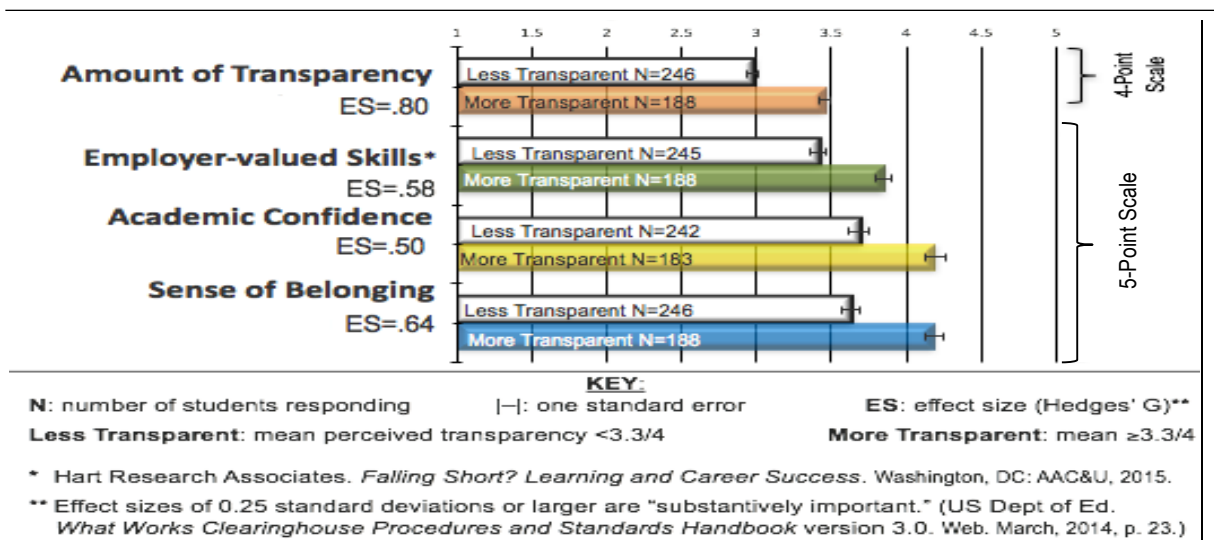 1 1.5 2 2.5 3 3.5 4 4.5 5
Amount of Transparency
ES=.80
Less Transparent N=246
More Transparent N=188
4-Point
Scale
Employer-valued Skills*
ES=.58
Less Transparent N=245
More Transparent N=188
Academic Confidence
ES=.50
Less Transparent N=242
More Transparent N=183
Sense of Belonging
ES=.64
Less Transparent N=246
More Transparent N=188
5-Point Scale
KEY:
N: number of students responding |–|: one standard error ES: effect size (Hedges' G)**
Less Transparent: mean perceived transparency <3.3/4 More Transparent: mean ≥3.3/4
* Hart Research Associates. Falling Short? Learning and Career Success. Washington, DC: AAC&U, 2015.
** Effect sizes of 0.25 standard deviations or larger are “substantively important.” (US Dept of Ed.
What Works Clearinghouse Procedures and Standards Handbook version 3.0. Web. March, 2014, p. 23.)